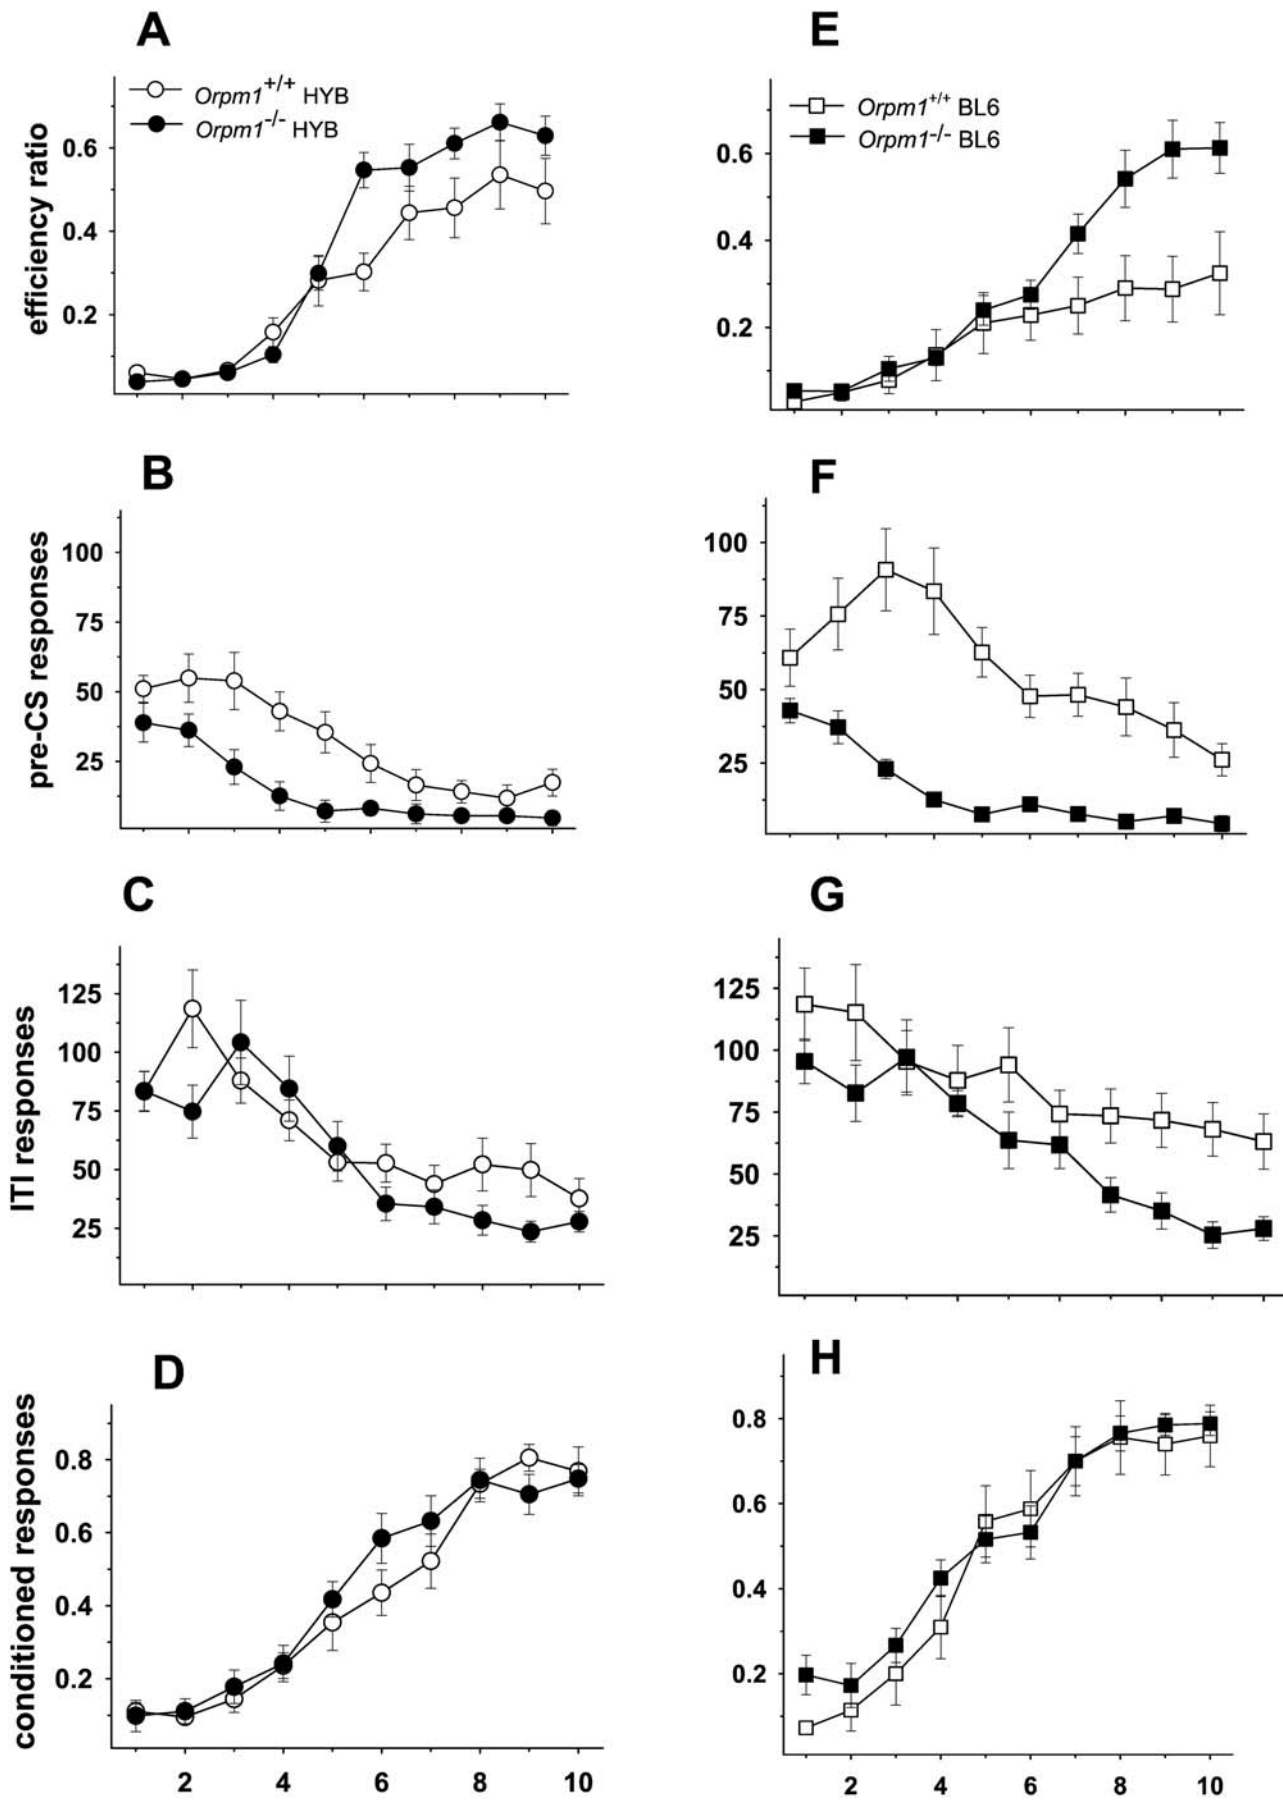 A
Orpm1+/+ HYB
Orpm1-/- HYB
efficiency ratio
0.6
0.4
0.2
E
Orpm1+/+ BL6
Orpm1-/- BL6
0.6
0.4
0.2
B
pre-CS responses
100
75
50
25
F
100
75
50
25
C
ITI responses
125
100
75
50
25
G
125
100
75
50
25
D
conditioned responses
0.8
0.6
0.4
0.2
2 4 6 8 10
H
0.8
0.6
0.4
0.2
2 4 6 8 10